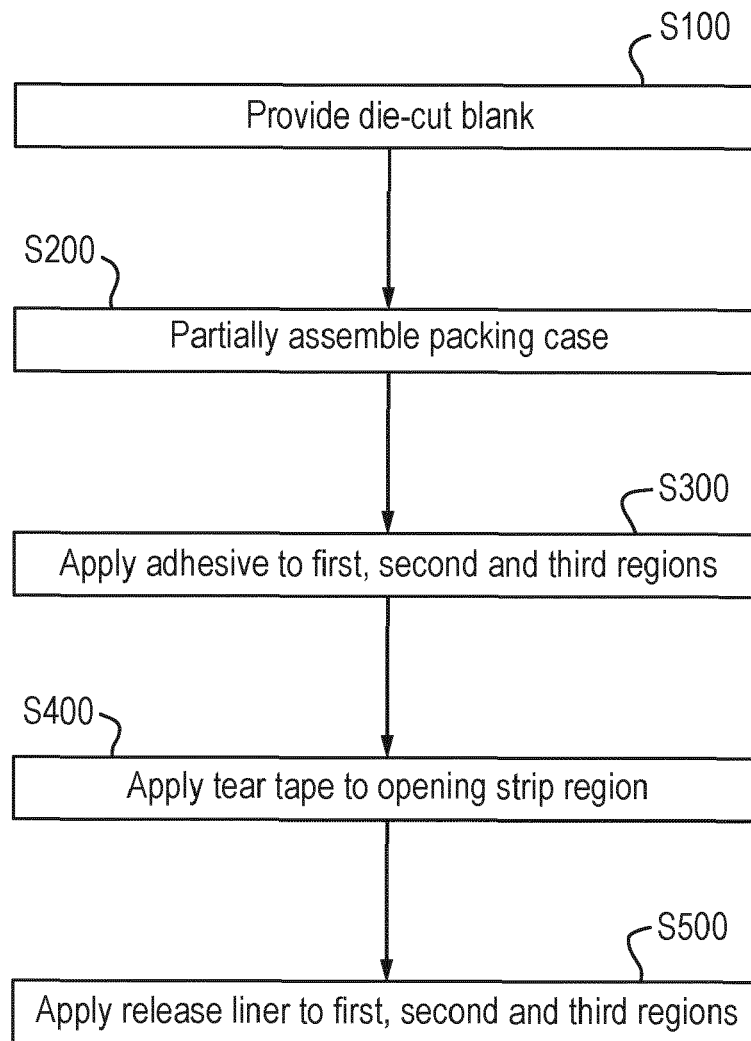 S100
Provide die-cut blank
S200
Partially assemble packing case
S300
Apply adhesive to first, second and third regions
S400
Apply tear tape to opening strip region
S500
Apply release liner to first, second and third regions